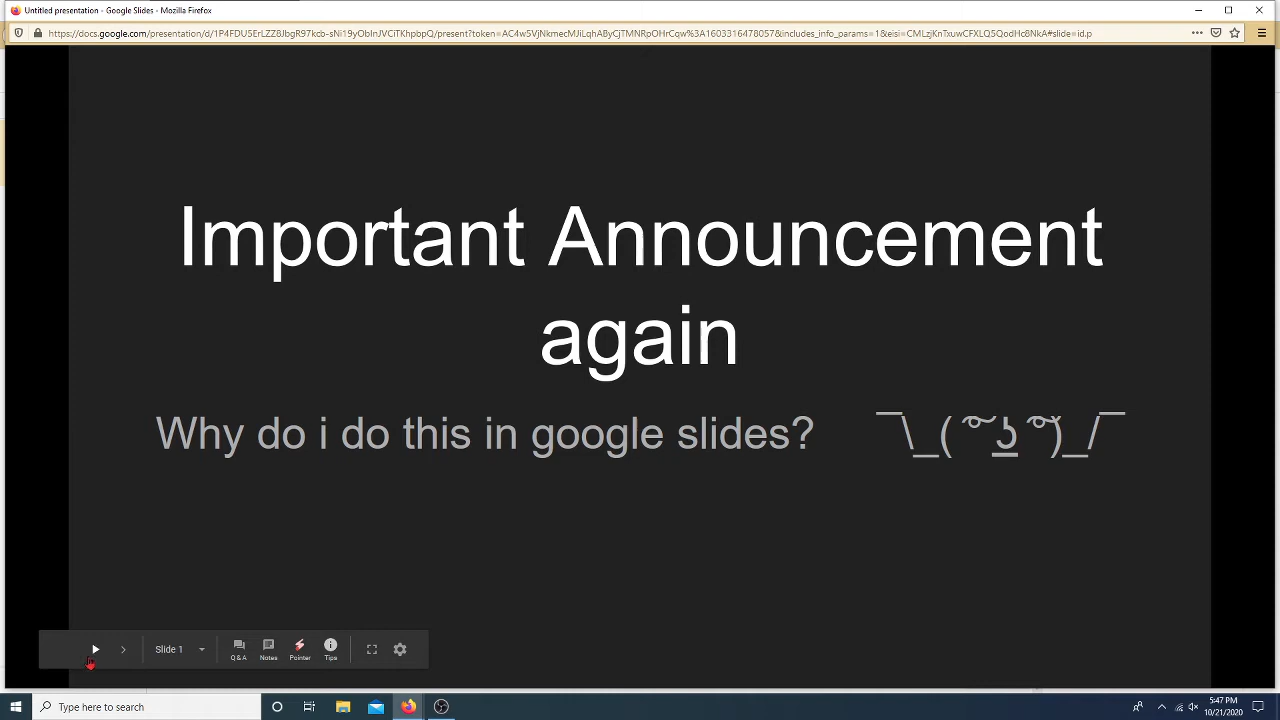 Untitled presentation - Google Slides - Mozilla Firefox
https://docs.google.com/presentation/d/1P4FDU5ErLZZ8JbgR97kcb-sNi19yObInJVCiTKhpbpQ/present?token=AC4w5VjNkmecMJiLqhAByCjTMNRpOHrCqw%3A1603316478057&includes_info_params=1&eisi=CMLzjKnTxuwCFXLQ5QodHc8NkA#slide=id.p
Important Announcement
again
Why do i do this in google slides? ¯\_( ͡° ͜ʖ ͡°)_/¯
Slide 1
Q&A
Notes
Pointer
Tips
Type here to search
5:47 PM
10/21/2020